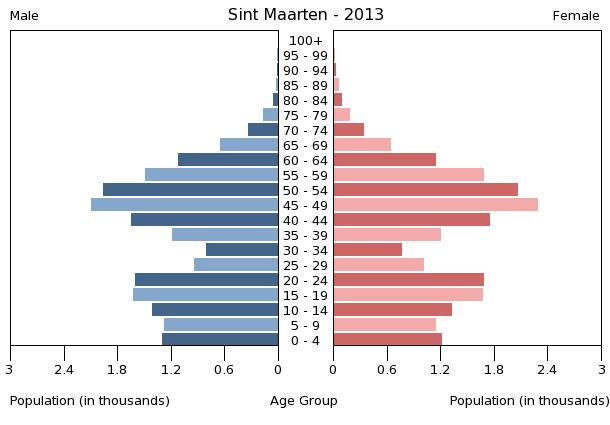 Male Sint Maarten - 2013 Female
100+
95 - 99
90 - 94
85 - 89
80 - 84
75 - 79
70 - 74
65 - 69
60 - 64
55 - 59
50 - 54
45 - 49
40 - 44
35 - 39
30 - 34
25 - 29
20 - 24
15 - 19
10 - 14
5 - 9
0 - 4
3 2.4 1.8 1.2 0.6 0 0 0.6 1.2 1.8 2.4 3
Population (in thousands) Age Group Population (in thousands)